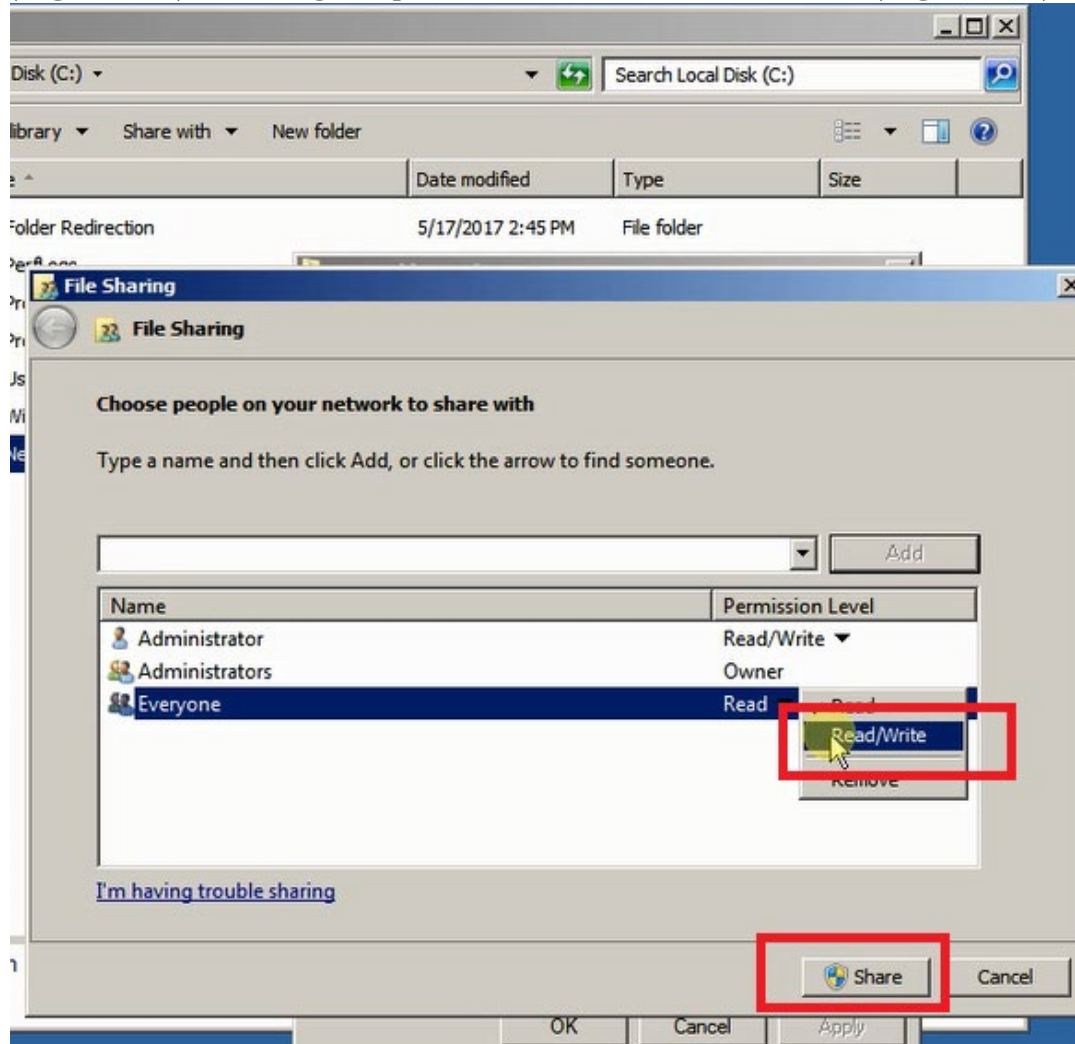 Disk (C:)
Search Local Disk (C:)
library Share with New folder
Date modified Type Size
Folder Redirection 5/17/2017 2:45 PM File folder
PerfLogs
File Sharing
File Sharing
Choose people on your network to share with
Type a name and then click Add, or click the arrow to find someone.
Add
Name Permission Level
Administrator Read/Write
Administrators Owner
Everyone Read
Read
Read/Write
Remove
I'm having trouble sharing
Share Cancel
OK Cancel Apply